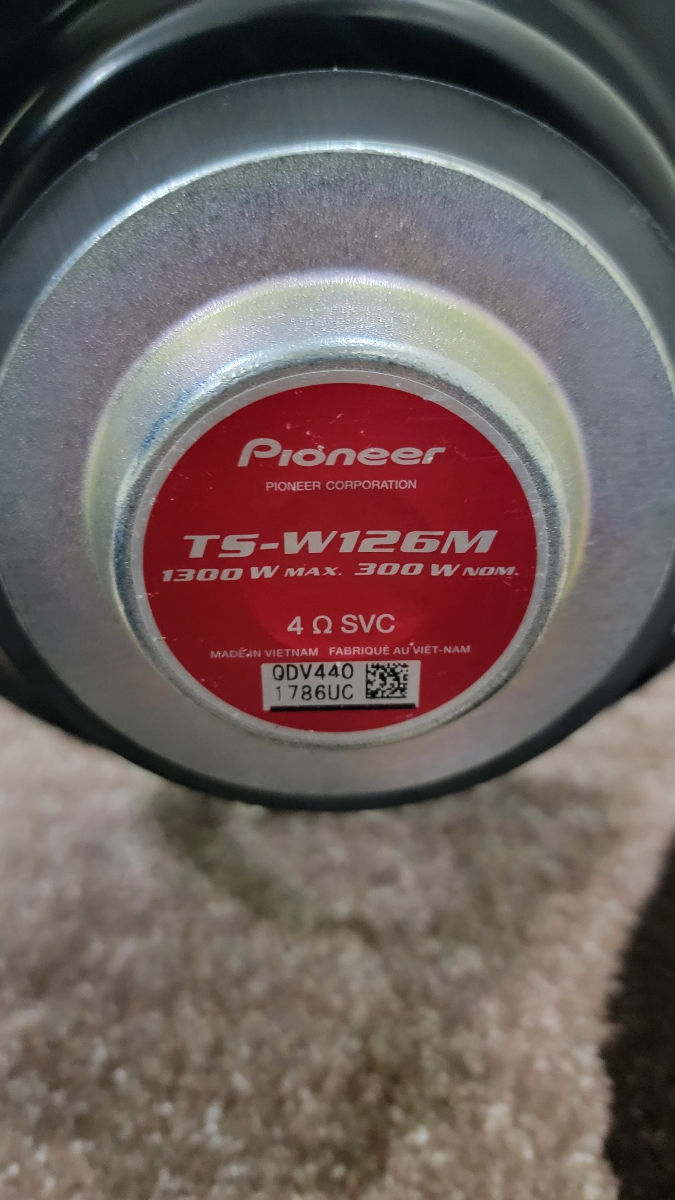 Pioneer
PIONEER CORPORATION
TS-W126M
1300 W MAX. 300 W NOM.
4 Ω SVC
MADE IN VIETNAM FABRIQUÉ AU VIÊT-NAM
QDV440
1786UC